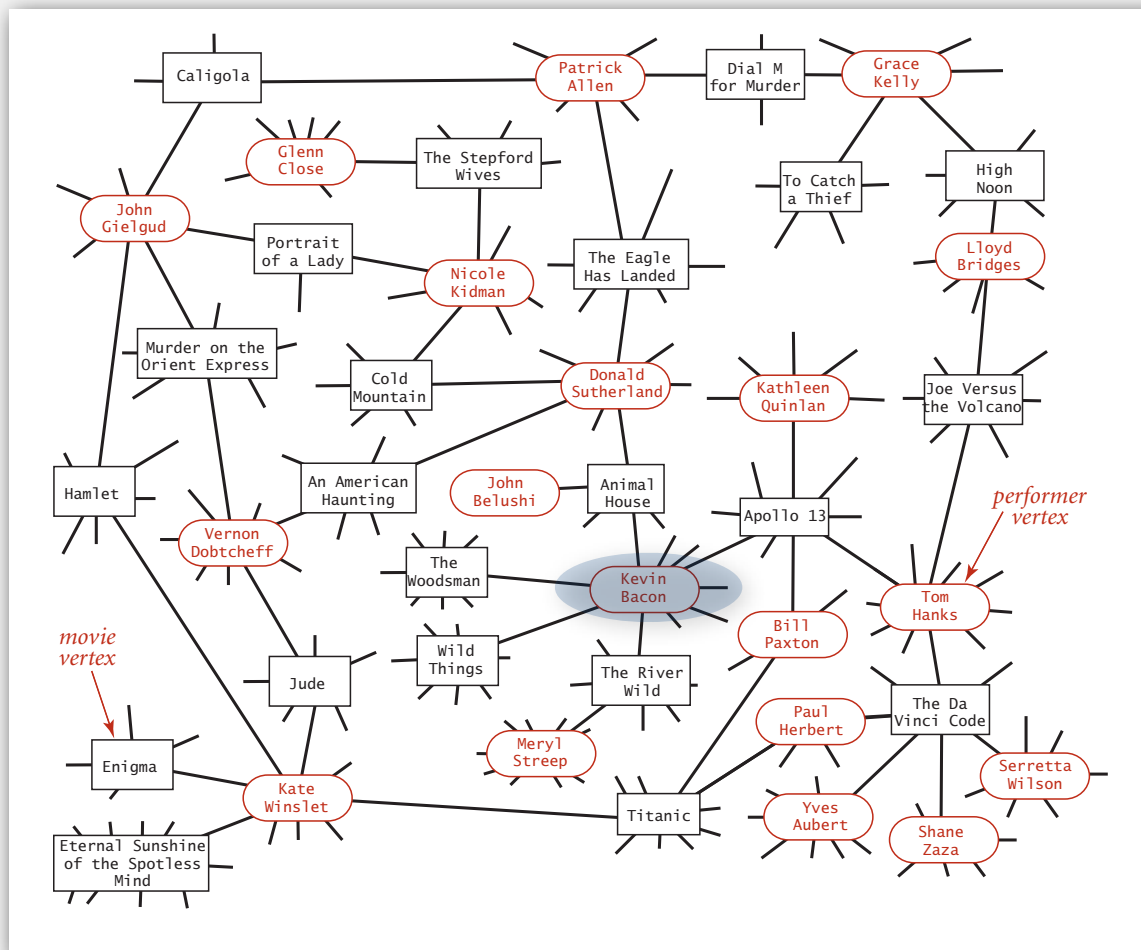 Caligola
Patrick
Allen
Dial M
for Murder
Grace
Kelly
Glenn
Close
The Stepford
Wives
To Catch
a Thief
High
Noon
John
Gielgud
Portrait
of a Lady
Nicole
Kidman
The Eagle
Has Landed
Lloyd
Bridges
Murder on the
Orient Express
Cold
Mountain
Donald
Sutherland
Kathleen
Quinlan
Joe Versus
the Volcano
Hamlet
An American
Haunting
John
Belushi
Animal
House
Apollo 13
performer
vertex
Vernon
Dobtcheff
The
Woodsman
Kevin
Bacon
Tom
Hanks
movie
vertex
Jude
Wild
Things
The River
Wild
Bill
Paxton
Enigma
Meryl
Streep
Paul
Herbert
The Da
Vinci Code
Serretta
Wilson
Kate
Winslet
Titanic
Yves
Aubert
Shane
Zaza
Eternal Sunshine
of the Spotless
Mind